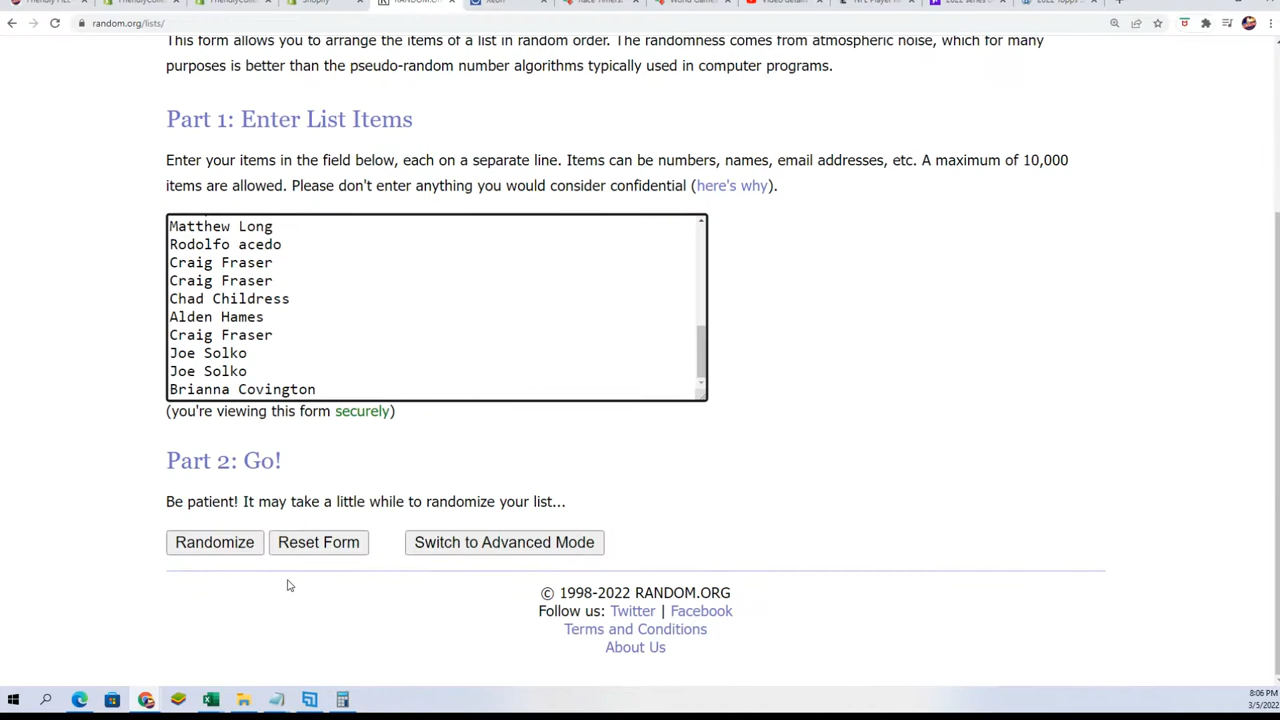 Shopify
RANDOM.ORG
random.org/lists/
This form allows you to arrange the items of a list in random order. The randomness comes from atmospheric noise, which for many
purposes is better than the pseudo-random number algorithms typically used in computer programs.
Part 1: Enter List Items
Enter your items in the field below, each on a separate line. Items can be numbers, names, email addresses, etc. A maximum of 10,000
items are allowed. Please don't enter anything you would consider confidential (here's why).
Matthew Long
Rodolfo acedo
Craig Fraser
Craig Fraser
Chad Childress
Alden Hames
Craig Fraser
Joe Solko
Joe Solko
Brianna Covington
(you're viewing this form securely)
Part 2: Go!
Be patient! It may take a little while to randomize your list...
Randomize Reset Form Switch to Advanced Mode
© 1998-2022 RANDOM.ORG
Follow us: Twitter | Facebook
Terms and Conditions
About Us
8:06 PM
3/5/2022